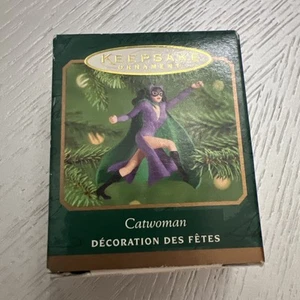 KEEPSAKE
ORNAMENT
Catwoman
DÉCORATION DES FÊTES